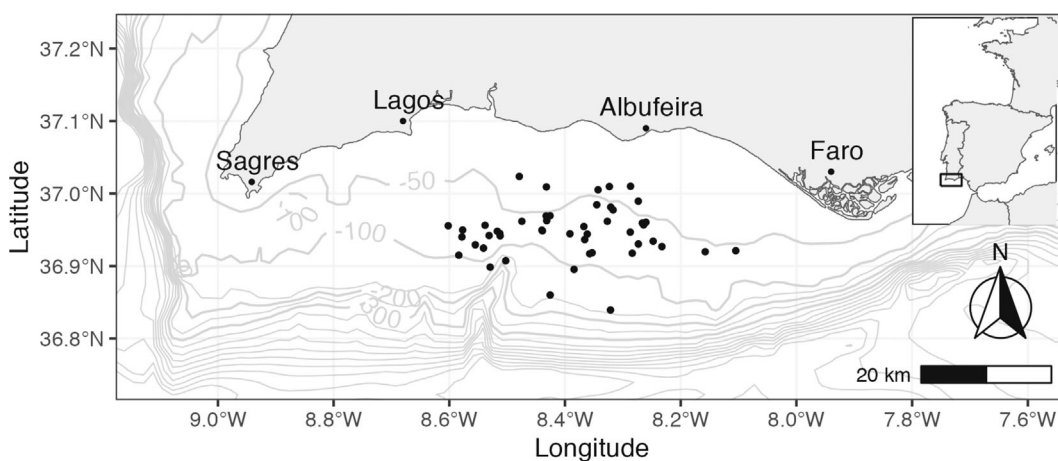 37.2°N
37.1°N
37.0°N
36.9°N
36.8°N
Latitude
Lagos
Albufeira
Sagres
Faro
-50
-100
-200
-300
N
20 km
9.0°W
8.8°W
8.6°W
8.4°W
8.2°W
8.0°W
7.8°W
7.6°W
Longitude